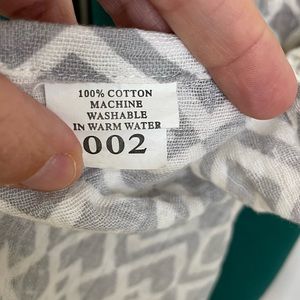 100% COTTON
MACHINE
WASHABLE
IN WARM WATER
002